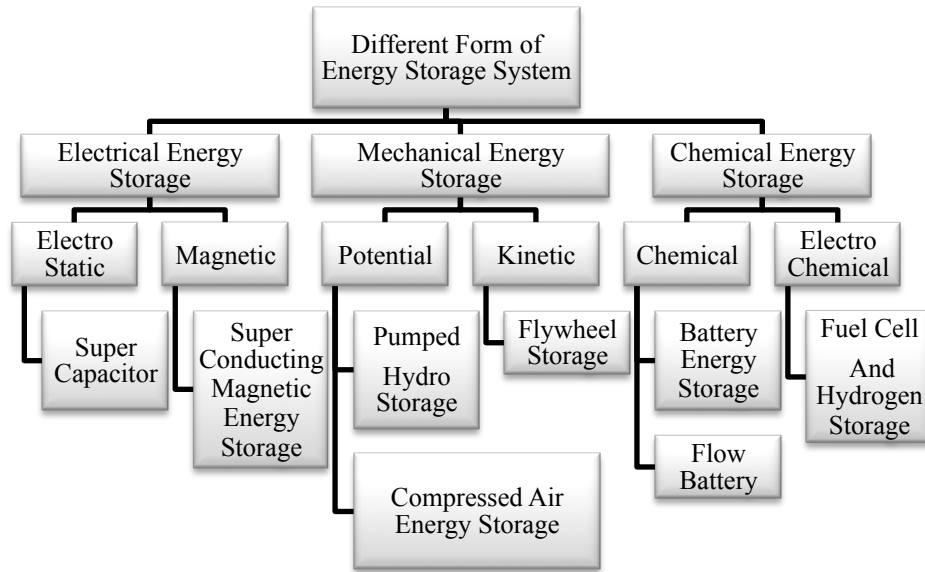 Different Form of
Energy Storage System
Electrical Energy
Storage
Mechanical Energy
Storage
Chemical Energy
Storage
Electro
Static
Magnetic
Potential
Kinetic
Chemical
Electro
Chemical
Super
Capacitor
Super
Conducting
Magnetic
Energy
Storage
Pumped
Hydro
Storage
Compressed Air
Energy Storage
Flywheel
Storage
Battery
Energy
Storage
Flow
Battery
Fuel Cell
And Hydrogen
Storage